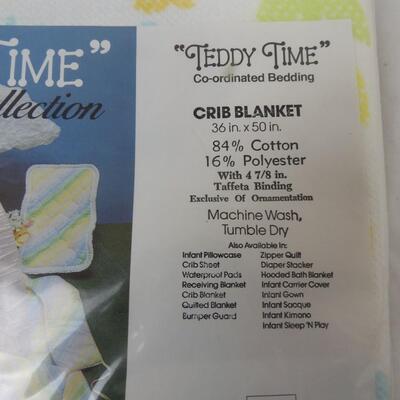 TIME”
llection
“TEDDY TIME”
Co-ordinated Bedding
CRIB BLANKET
36 in. x 50 in.
84% Cotton
16% Polyester
With 4 7/8 in.
Taffeta Binding
Exclusive Of Ornamentation
Machine Wash,
Tumble Dry
Also Available In:
Infant Pillowcase
Crib Sheet
Waterproof Pads
Receiving Blanket
Crib Blanket
Quilted Blanket
Bumper Guard
Zipper Quilt
Diaper Stacker
Hooded Bath Blanket
Infant Carrier Cover
Infant Gown
Infant Sacque
Infant Kimono
Infant Sleep 'N Play